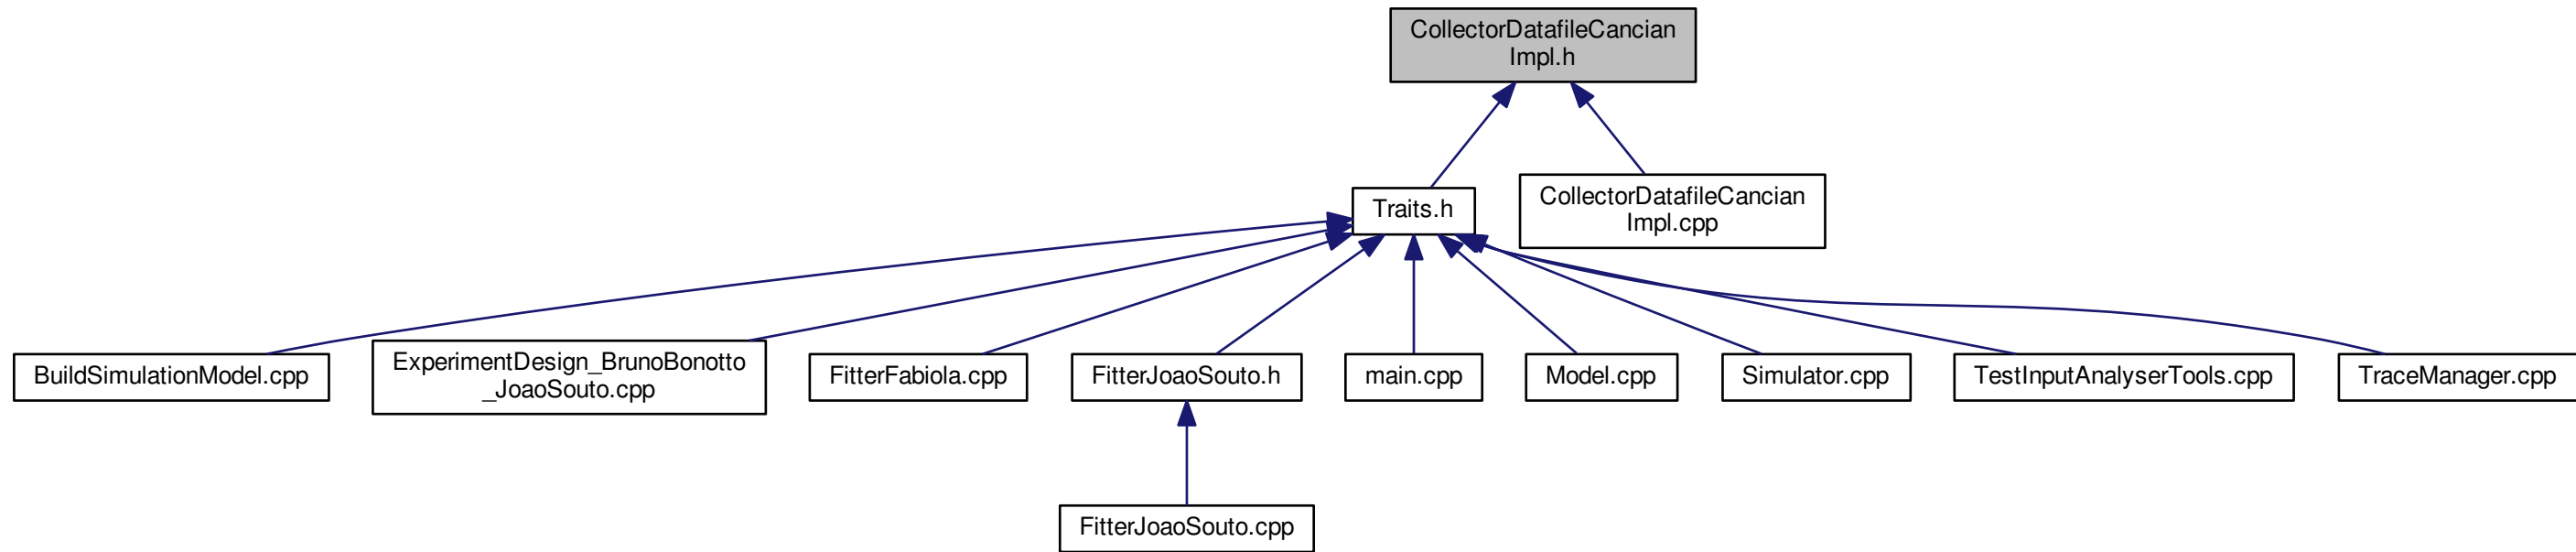 CollectorDatafileCancian
Impl.h
Traits.h
CollectorDatafileCancian
Impl.cpp
BuildSimulationModel.cpp
ExperimentDesign_BrunoBonotto
_JoaoSouto.cpp
FitterFabiola.cpp
FitterJoaoSouto.h
main.cpp
Model.cpp
Simulator.cpp
TestInputAnalyserTools.cpp
TraceManager.cpp
FitterJoaoSouto.cpp